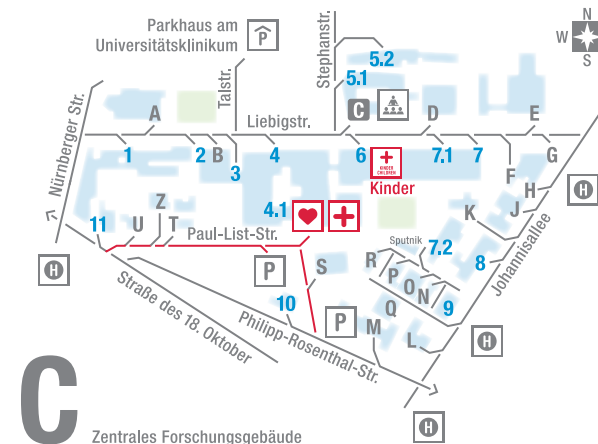 Parkhaus am
Universitätsklinikum
P
N
W
S
Stephanstr.
5.2
5.1
Talstr.
Nürnberger Str.
A
Liebigstr.
C
D
E
1
2
B
3
4
6
7.1
7
F
G
KINDER
CHILDREN
Kinder
H
H
J
K
4.1
Z
11
U
T
Paul-List-Str.
Sputnik
7.2
Johannisallee
R
P
O
N
8
9
H
P
S
Straße des 18. Oktober
10
Philipp-Rosenthal-Str.
P
Q
M
L
H
H
C
Zentrales Forschungsgebäude